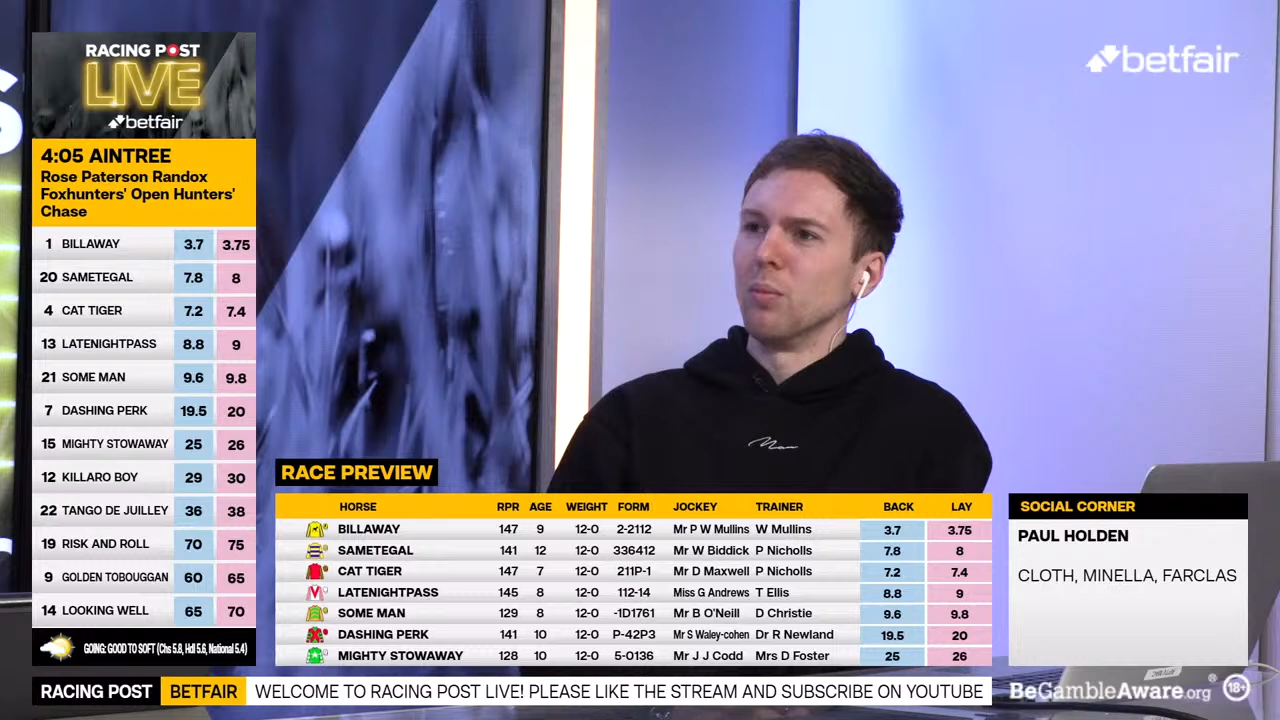 RACING POST
LIVE
betfair
betfair
4:05 AINTREE
Rose Paterson Randox
Foxhunters' Open Hunters'
Chase
1 BILLAWAY 3.7 3.75
20 SAMETEGAL 7.8 8
4 CAT TIGER 7.2 7.4
13 LATENIGHTPASS 8.8 9
21 SOME MAN 9.6 9.8
7 DASHING PERK 19.5 20
15 MIGHTY STOWAWAY 25 26
12 KILLARO BOY 29 30
22 TANGO DE JUILLEY 36 38
19 RISK AND ROLL 70 75
9 GOLDEN TOBOUGGAN 60 65
14 LOOKING WELL 65 70
GOING: GOOD TO SOFT (Chs 5.8, Hdl 5.6, National 5.4)
RACE PREVIEW
HORSE RPR AGE WEIGHT FORM JOCKEY TRAINER BACK LAY
BILLAWAY 147 9 12-0 2-2112 Mr P W Mullins W Mullins 3.7 3.75
SAMETEGAL 141 12 12-0 336412 Mr W Biddick P Nicholls 7.8 8
CAT TIGER 147 7 12-0 211P-1 Mr D Maxwell P Nicholls 7.2 7.4
LATENIGHTPASS 145 8 12-0 112-14 Miss G Andrews T Ellis 8.8 9
SOME MAN 129 8 12-0 -1D1761 Mr B O'Neill D Christie 9.6 9.8
DASHING PERK 141 10 12-0 P-42P3 Mr S Waley-cohen Dr R Newland 19.5 20
MIGHTY STOWAWAY 128 10 12-0 5-0136 Mr J J Codd Mrs D Foster 25 26
SOCIAL CORNER
PAUL HOLDEN
CLOTH, MINELLA, FARCLAS
RACING POST BETFAIR WELCOME TO RACING POST LIVE! PLEASE LIKE THE STREAM AND SUBSCRIBE ON YOUTUBE
BeGambleAware.org 18+